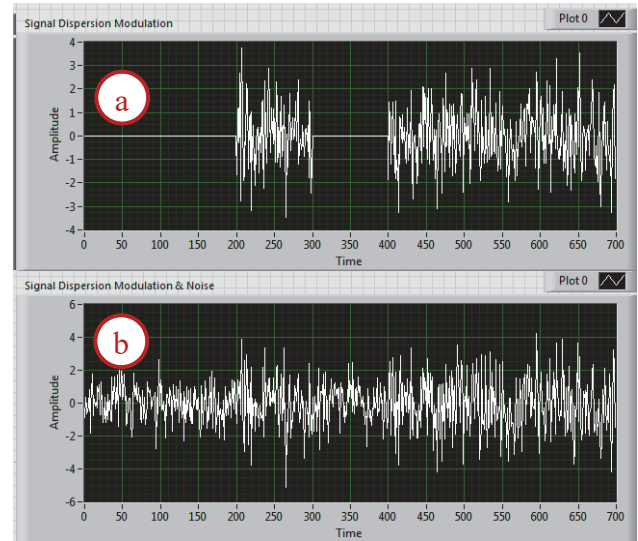 Signal Dispersion Modulation
Plot 0
a
Amplitude
4
3
2
1
0
-1
-2
-3
-4
0 50 100 150 200 250 300 350 400 450 500 550 600 650 700
Time
Signal Dispersion Modulation & Noise
Plot 0
b
Amplitude
6
4
2
0
-2
-4
-6
0 50 100 150 200 250 300 350 400 450 500 550 600 650 700
Time